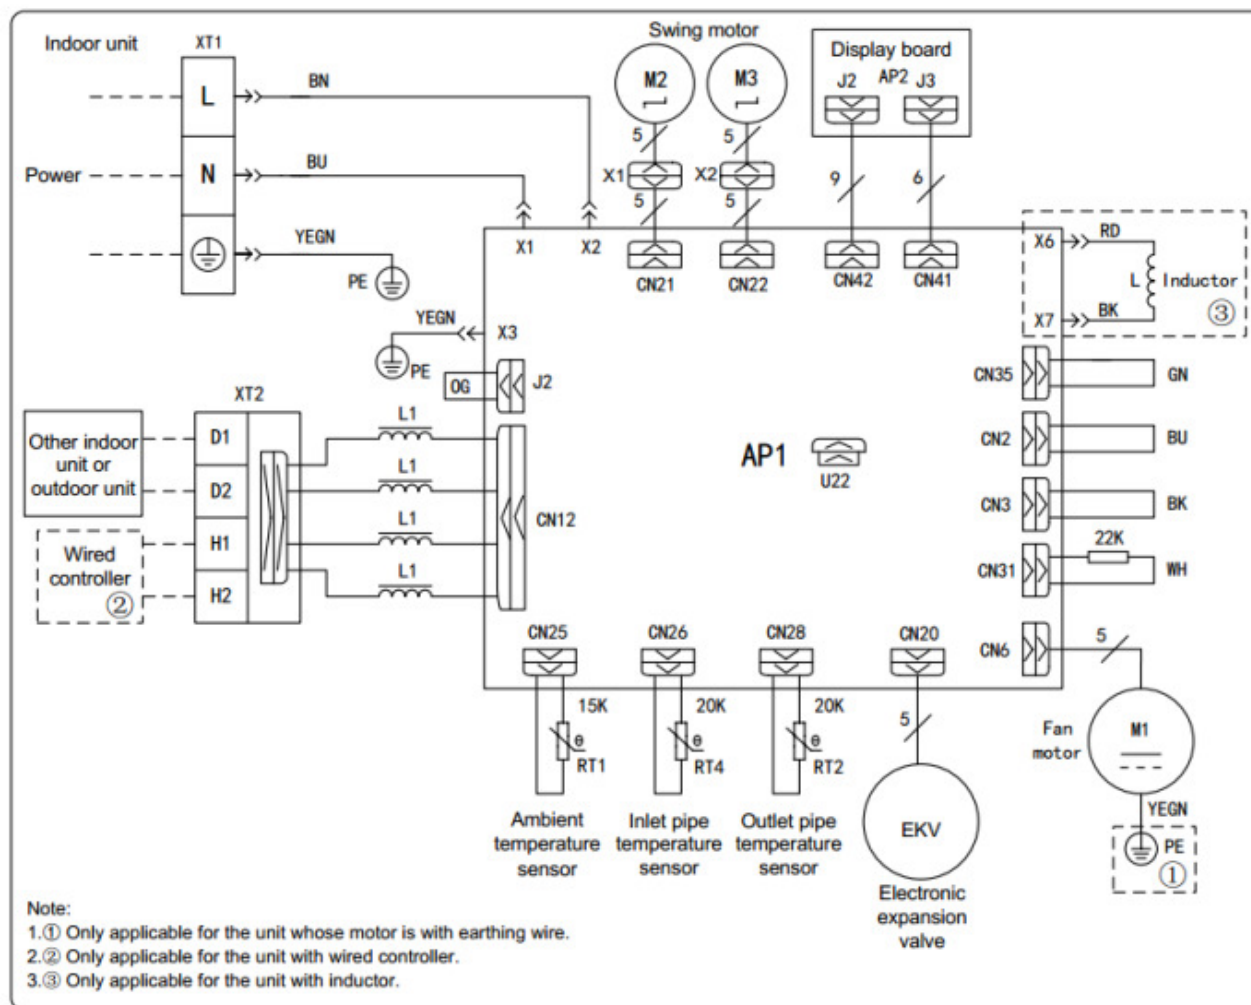 Indoor unit
XT1
Swing motor
Display board
J2 AP2 J3
M2
M3
L
BN
5
5
N
BU
Power
X1
X2
9
6
5
5
YEGN
PE
X1
X2
CN21
CN22
CN42
CN41
X6
RD
L Inductor
③
X7
BK
YEGN
X3
PE
OG
J2
CN35
GN
XT2
Other indoor
unit or
outdoor unit
D1
L1
D2
L1
CN12
AP1
U22
CN2
BU
CN3
BK
H1
L1
Wired
controller
②
H2
L1
22K
CN31
WH
CN25
CN26
CN28
CN20
CN6
5
15K
20K
20K
θ
RT1
θ
RT4
θ
RT2
5
Fan
motor
M1
YEGN
PE
①
Ambient
temperature
sensor
Inlet pipe
temperature
sensor
Outlet pipe
temperature
sensor
EKV
Electronic
expansion
valve
Note:
1.① Only applicable for the unit whose motor is with earthing wire.
2.② Only applicable for the unit with wired controller.
3.③ Only applicable for the unit with inductor.